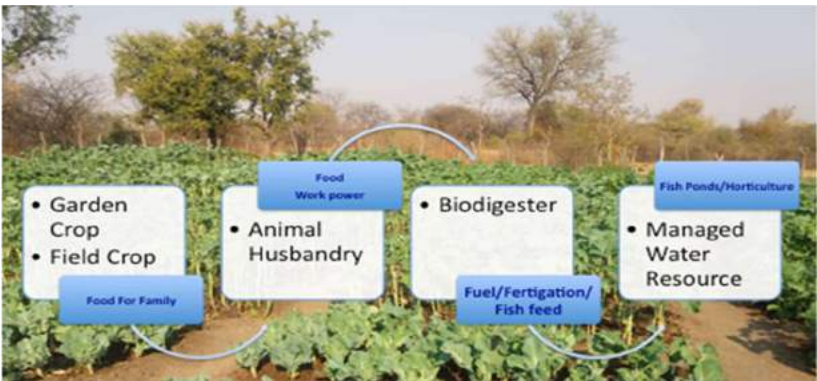 • Garden
Crop
• Field Crop
Food For Family
Food
Work power
• Animal
Husbandry
• Biodigester
Fuel/Fertigation/
Fish feed
Fish Ponds/Horticulture
• Managed
Water
Resource